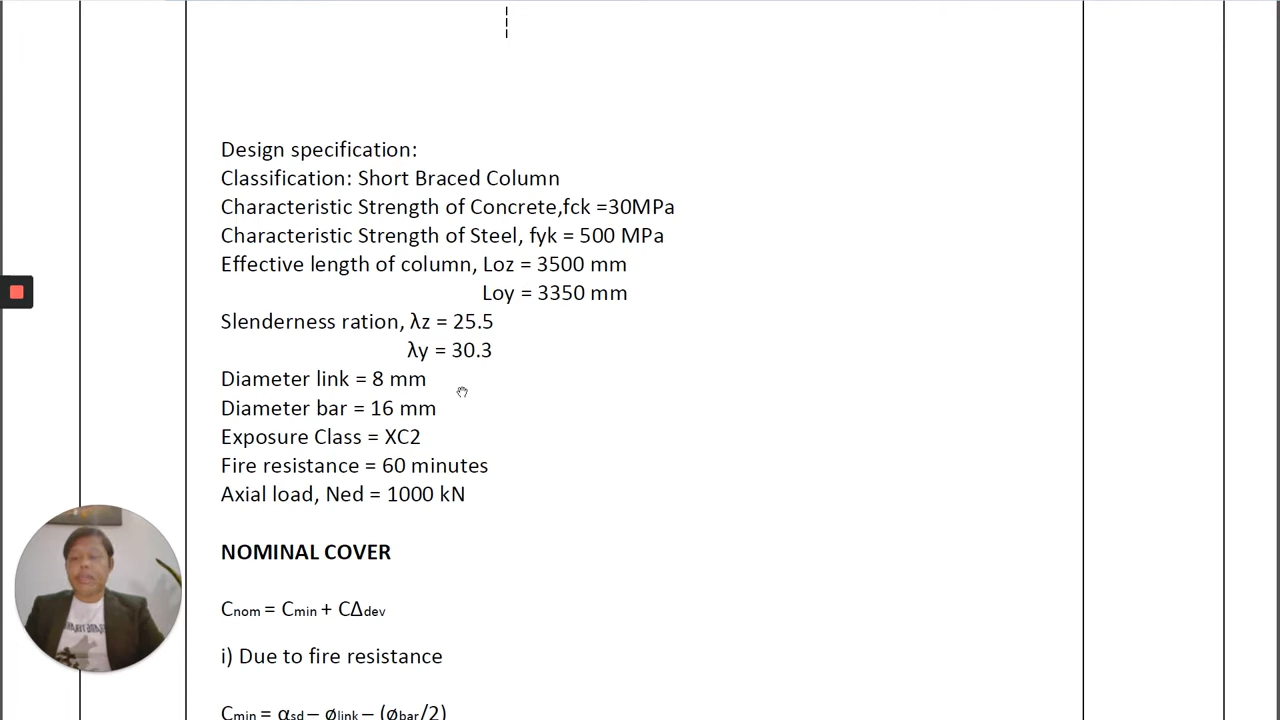 Design specification:
Classification: Short Braced Column
Characteristic Strength of Concrete,fck =30MPa
Characteristic Strength of Steel, fyk = 500 MPa
Effective length of column, Loz = 3500 mm
Loy = 3350 mm
Slenderness ration, λz = 25.5
λy = 30.3
Diameter link = 8 mm
Diameter bar = 16 mm
Exposure Class = XC2
Fire resistance = 60 minutes
Axial load, Ned = 1000 kN
NOMINAL COVER
Cnom = Cmin + CΔdev
i) Due to fire resistance
Cmin = αsd – ølink – (øbar/2)